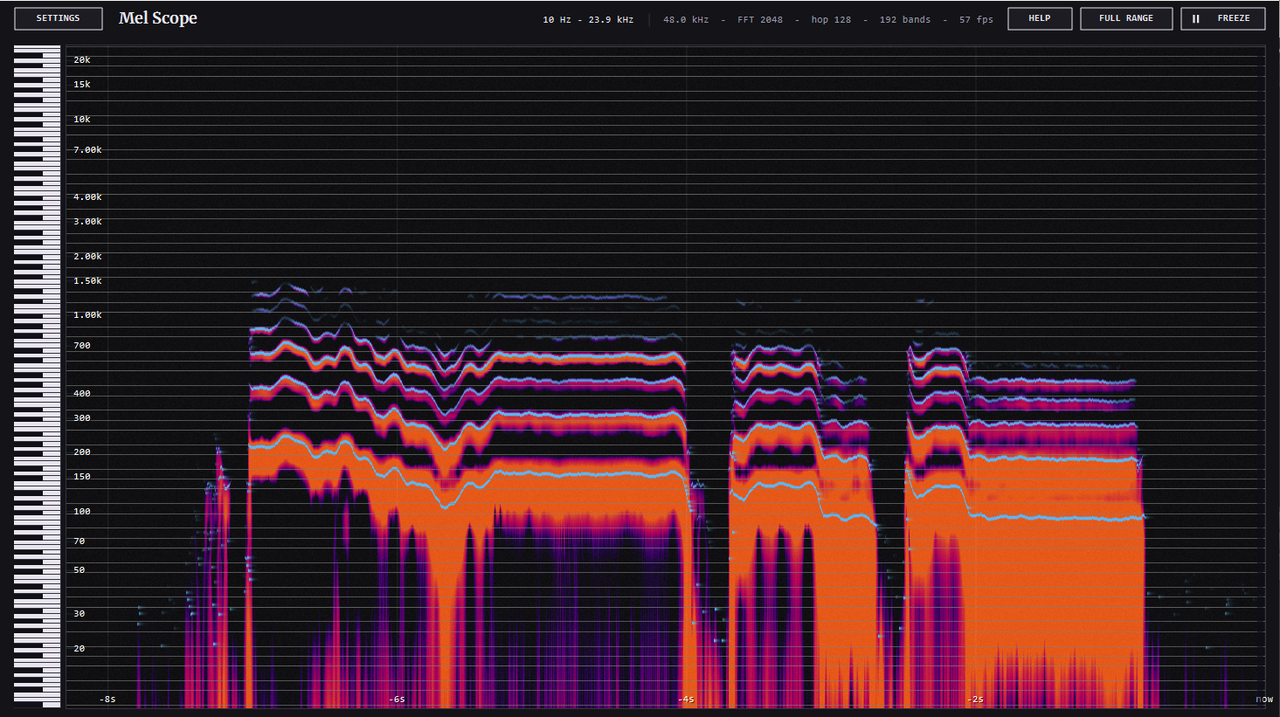 SETTINGS
Mel Scope
10 Hz - 23.9 kHz
48.0 kHz - FFT 2048 - hop 128 - 192 bands - 57 fps
HELP
FULL RANGE
FREEZE
20k
15k
10k
7.00k
4.00k
3.00k
2.00k
1.50k
1.00k
700
400
300
200
150
100
70
50
30
20
-8s
-6s
-4s
-2s
now